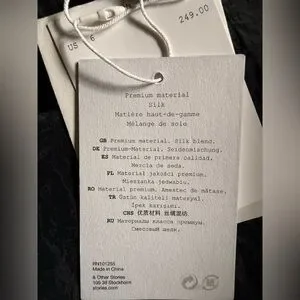 US 6
249.00
Premium material
Silk
Matière haut-de-gamme
Mélange de soie
GB Premium material. Silk blend.
DE Premium-Material. Seidenmischung.
ES Material de primera calidad.
Mezcla de seda.
PL Materiał jakości premium.
Mieszanka jedwabiu.
RO Material premium. Amestec de mătase.
TR Üstün kaliteli materyal.
İpek karışımı.
CHS 优质材料. 丝绸混纺.
RU Материалы класса премиум.
Смесовый шелк.
RN101255
Made in China
& Other Stories
106 38 Stockholm
stories.com